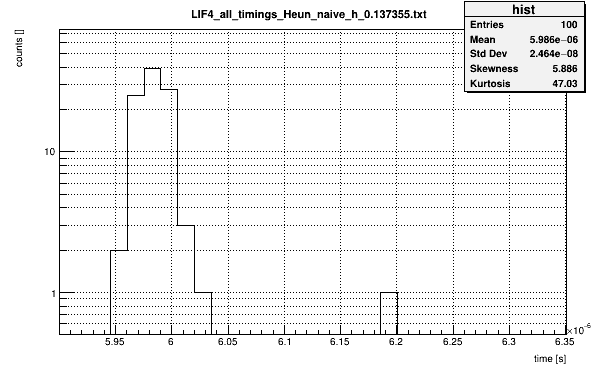 LIF4_all_timings_Heun_naive_h_0.137355.txt
hist
Entries 100
Mean 5.986e−06
Std Dev 2.464e−08
Skewness 5.886
Kurtosis 47.03
counts []
10
1
5.95 6 6.05 6.1 6.15 6.2 6.25 6.3 6.35
×10⁻⁶
time [s]